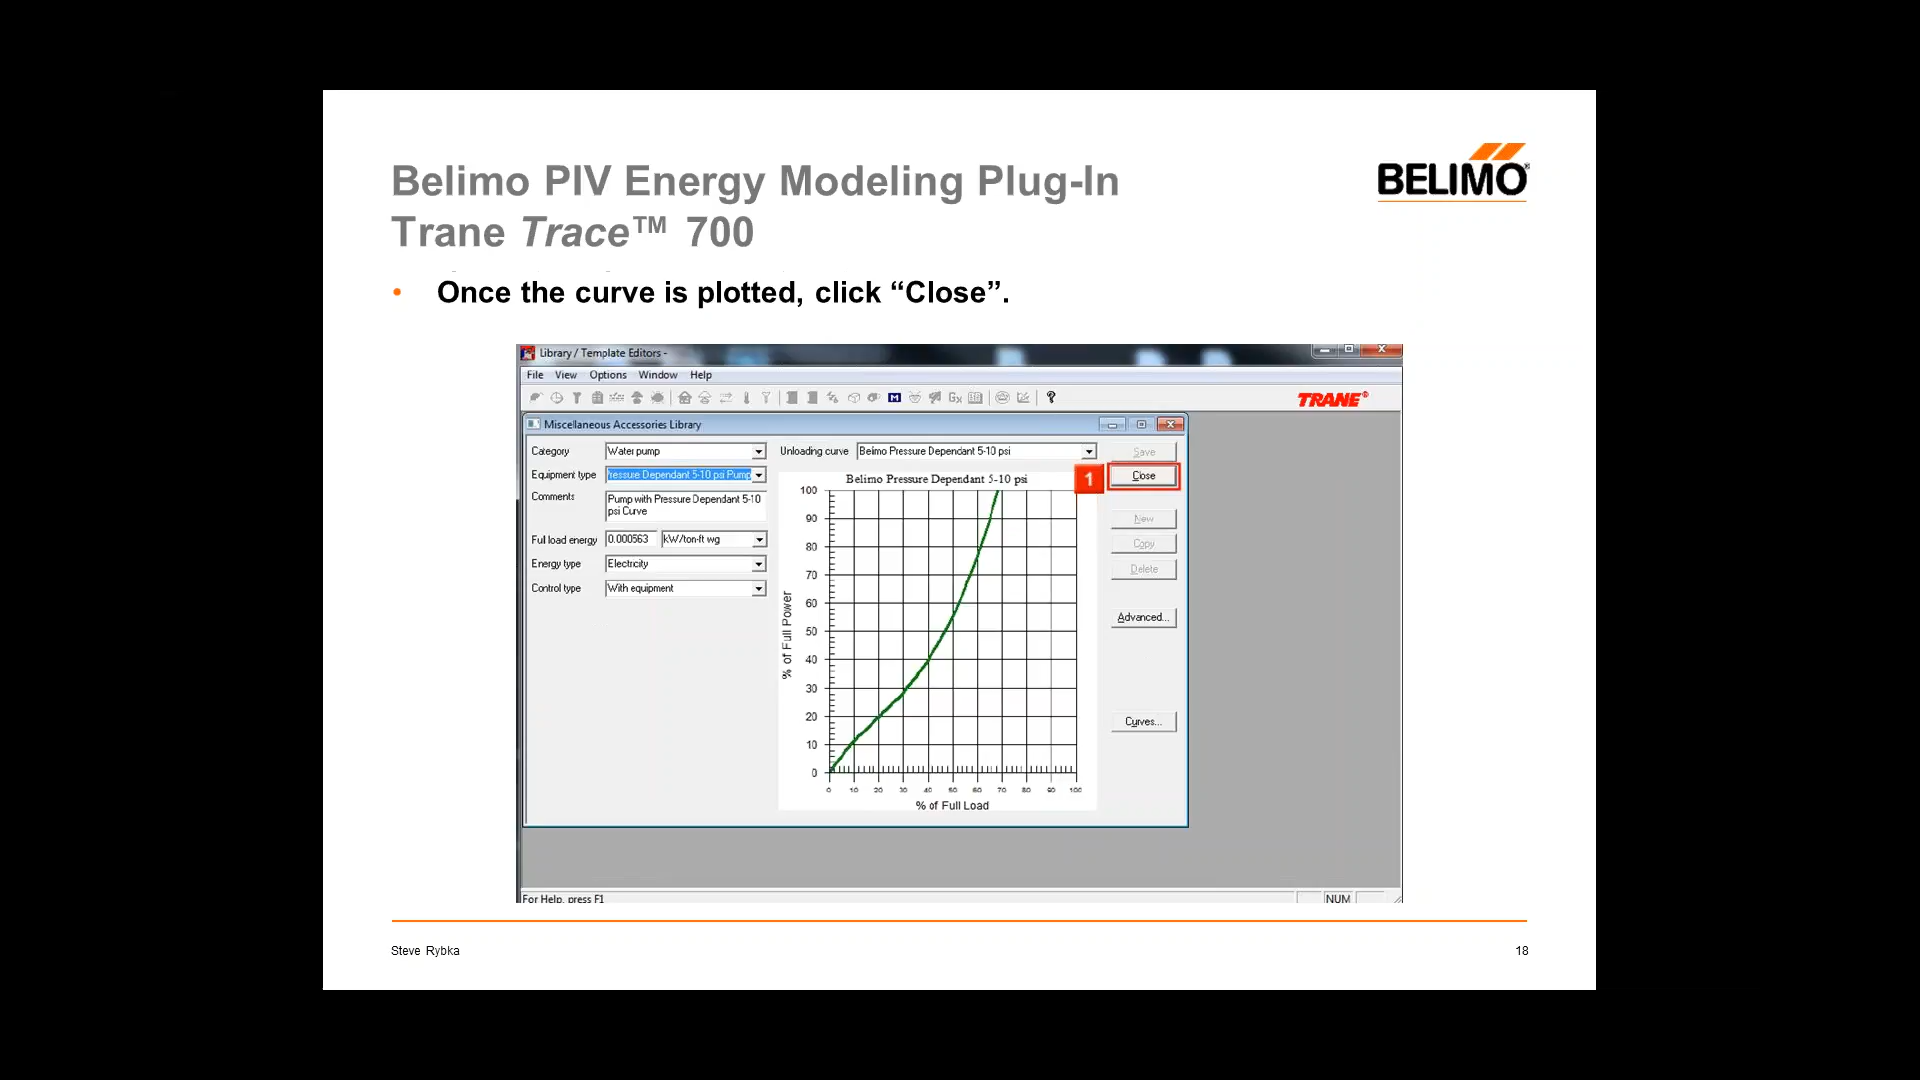 Belimo PIV Energy Modeling Plug-In
Trane Trace™ 700
BELIMO®
• Once the curve is plotted, click “Close”.
Library / Template Editors -
File View Options Window Help
TRANE®
Miscellaneous Accessories Library
Category Water pump
Equipment type ressure Dependant 5-10 psi Pump
Comments Pump with Pressure Dependant 5-10
psi Curve
Full load energy 0.000563 kW/ton-ft wg
Energy type Electricity
Control type With equipment
Unloading curve Belimo Pressure Dependant 5-10 psi
Belimo Pressure Dependant 5-10 psi
100
90
80
70
60
50
40
30
20
10
0
% of Full Power
0 10 20 30 40 50 60 70 80 90 100
% of Full Load
Save
1 Close
New
Copy
Delete
Advanced...
Curves...
For Help, press F1
NUM
Steve Rybka
18